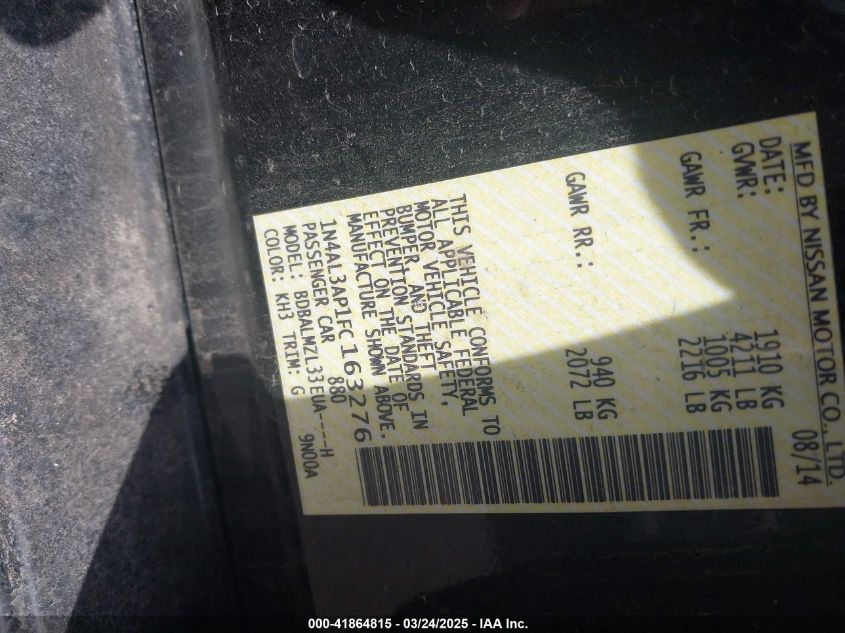 MFD BY NISSAN MOTOR CO., LTD.
DATE: 08/14
GVWR: 1910 KG
4211 LB
GAWR FR.: 1005 KG
2216 LB
GAWR RR.: 940 KG
2072 LB
THIS VEHICLE CONFORMS TO
ALL APPLICABLE FEDERAL
MOTOR VEHICLE SAFETY,
BUMPER, AND THEFT
PREVENTION STANDARDS IN
EFFECT ON THE DATE OF
MANUFACTURE SHOWN ABOVE.
1N4AL3AP1FC163276
PASSENGER CAR 880
MODEL: BDBALMZL33EUA----H
COLOR: KH3 TRIM: G 9N00A
000-41864815 - 03/24/2025 - IAA Inc.